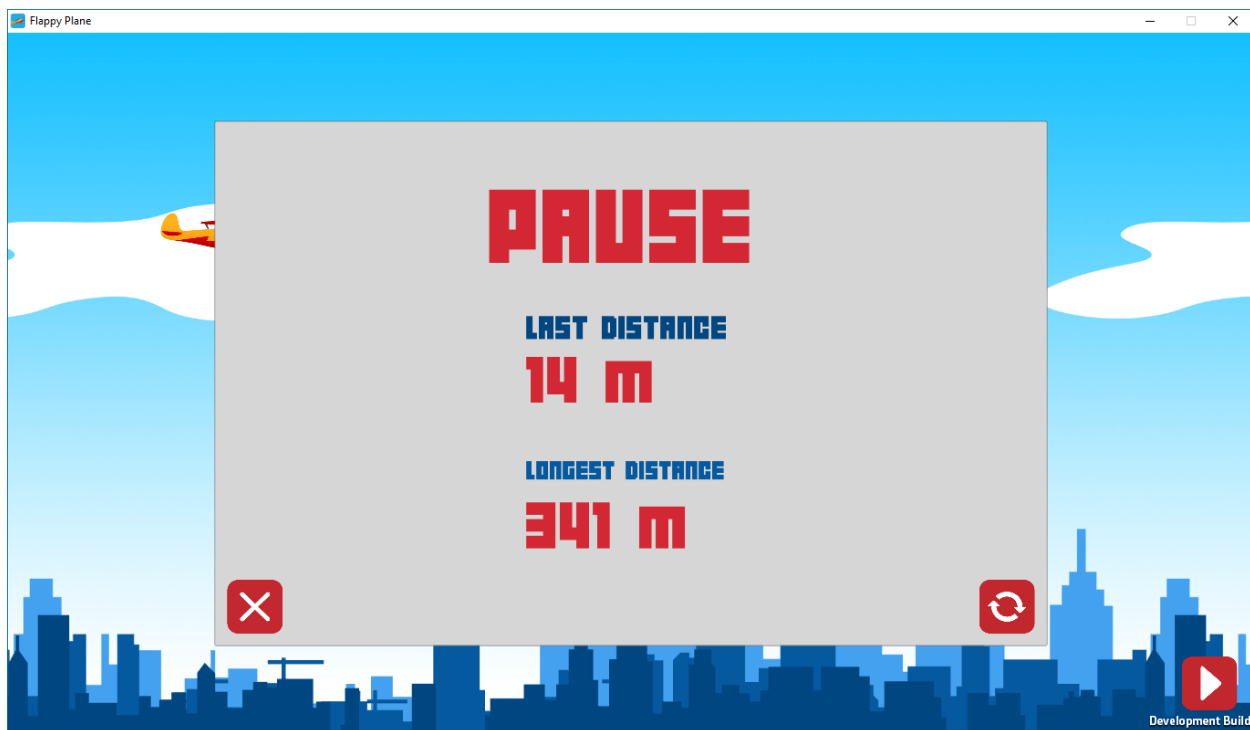 Flappy Plane
PAUSE
LAST DISTANCE
14 m
LONGEST DISTANCE
341 m
Development Build